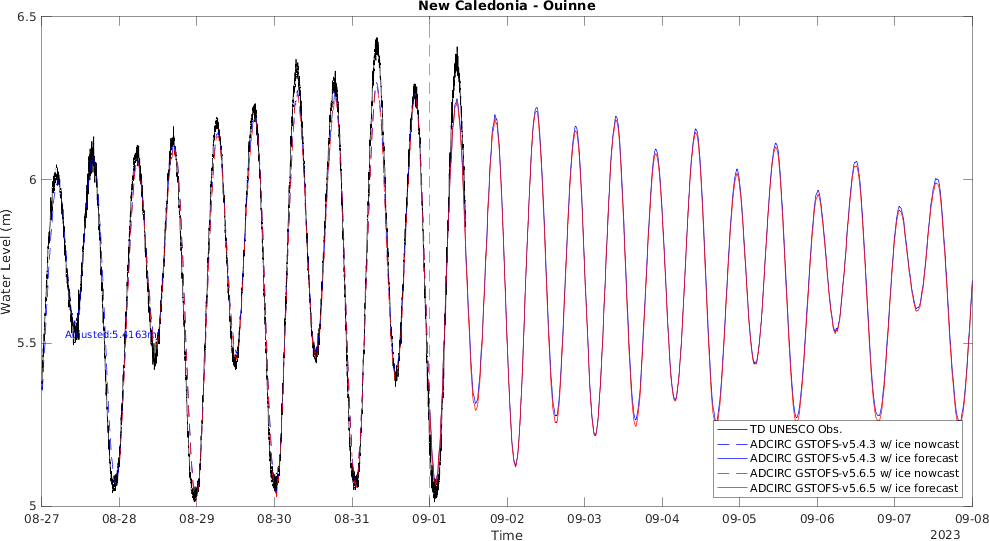 New Caledonia - Ouinne
6.5
6
5.5
5
Water Level (m)
Adjusted:5.4163m
TD UNESCO Obs.
ADCIRC GSTOFS-v5.4.3 w/ ice nowcast
ADCIRC GSTOFS-v5.4.3 w/ ice forecast
ADCIRC GSTOFS-v5.6.5 w/ ice nowcast
ADCIRC GSTOFS-v5.6.5 w/ ice forecast
08-27 08-28 08-29 08-30 08-31 09-01 09-02 09-03 09-04 09-05 09-06 09-07 09-08
Time
2023